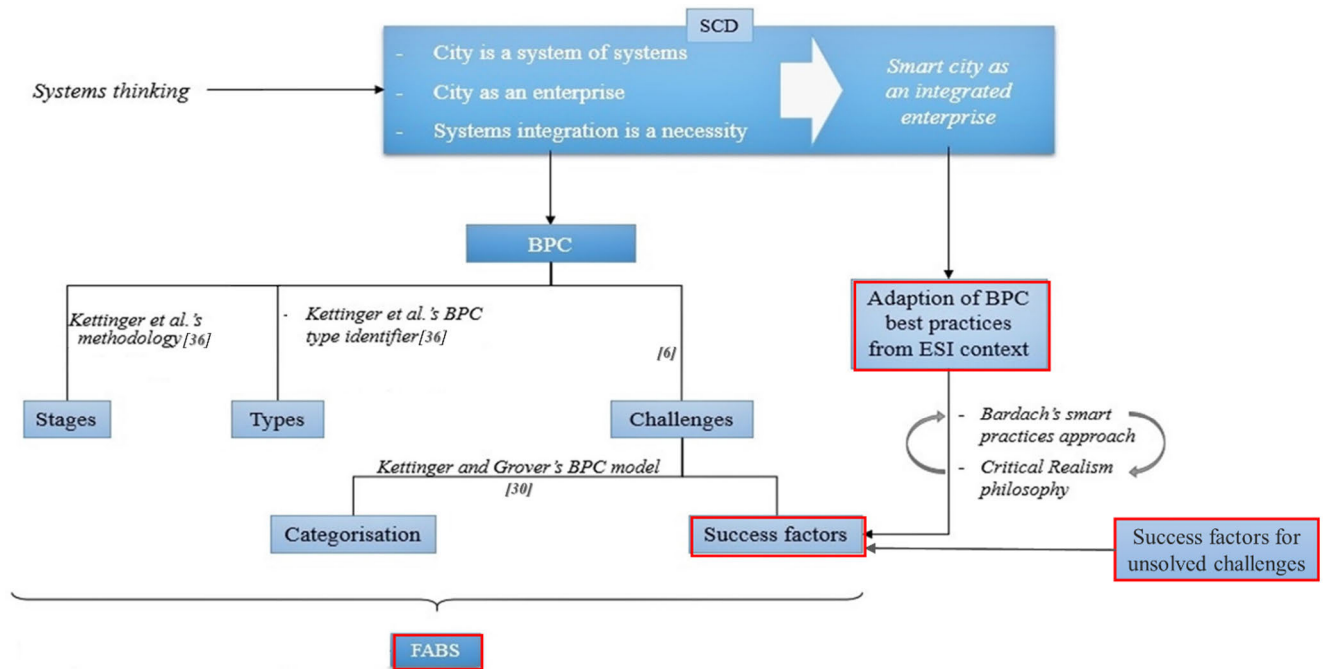 SCD
Systems thinking
- City is a system of systems
- City as an enterprise
- Systems integration is a necessity
Smart city as
an integrated
enterprise
BPC
Kettinger et al.'s
methodology[36]
- Kettinger et al.'s BPC
type identifier[36]
[6]
Adaption of BPC
best practices
from ESI context
Stages
Types
Challenges
- Bardach's smart
practices approach
- Critical Realism
philosophy
Kettinger and Grover's BPC model
[30]
Categorisation
Success factors
Success factors for
unsolved challenges
FABS